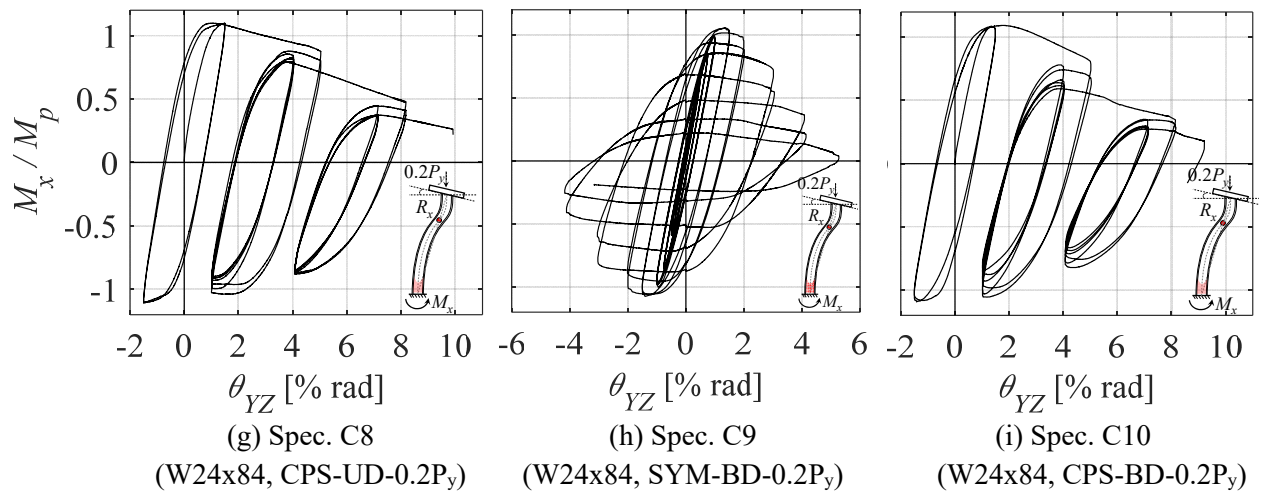 M_x / M_p
1
0.5
0
-0.5
-1
0.2P_y
R_x
M_x
0.2P_y
R_x
M_x
0.2P_y
R_x
M_x
-2 0 2 4 6 8 10
-6 -4 -2 0 2 4 6
-2 0 2 4 6 8 10
θ_YZ [% rad]
θ_YZ [% rad]
θ_YZ [% rad]
(g) Spec. C8
(h) Spec. C9
(i) Spec. C10
(W24x84, CPS-UD-0.2P_y)
(W24x84, SYM-BD-0.2P_y)
(W24x84, CPS-BD-0.2P_y)